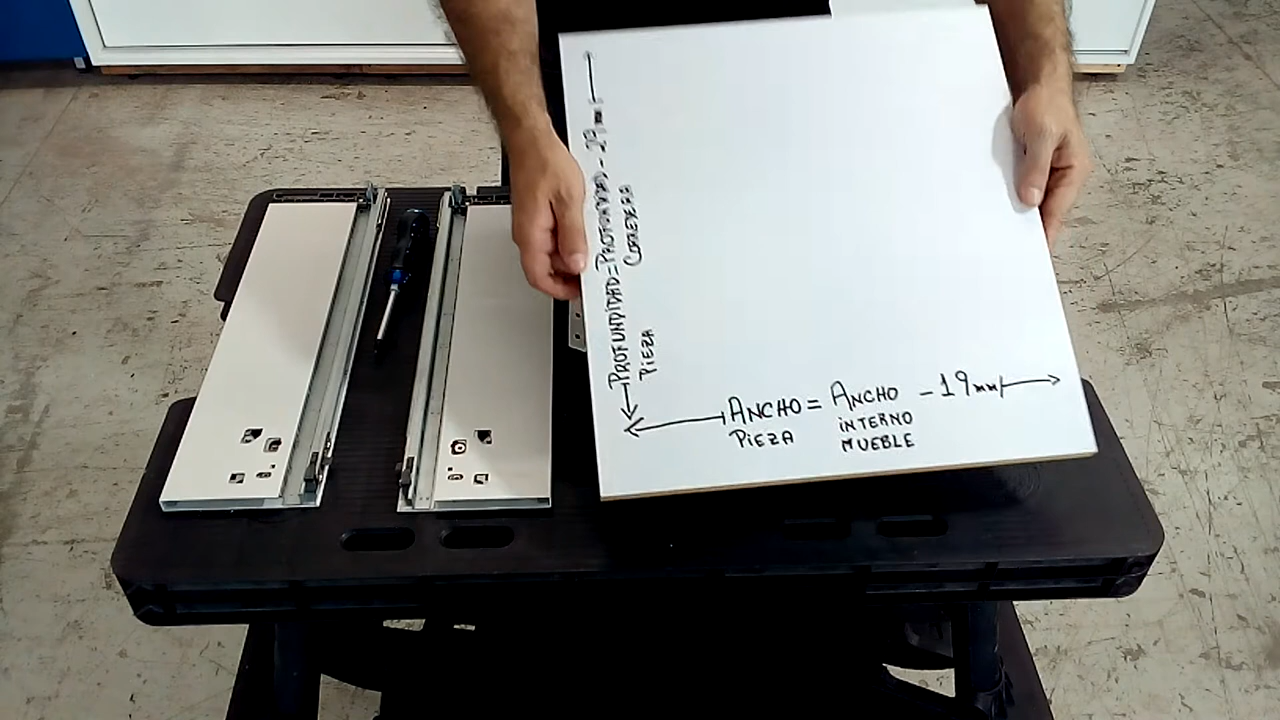 PROFUNDIDAD = PROFUNDIDAD - 19 mm
PIEZA CORREDERA
ANCHO = ANCHO - 19 mm
PIEZA INTERNO
MUEBLE